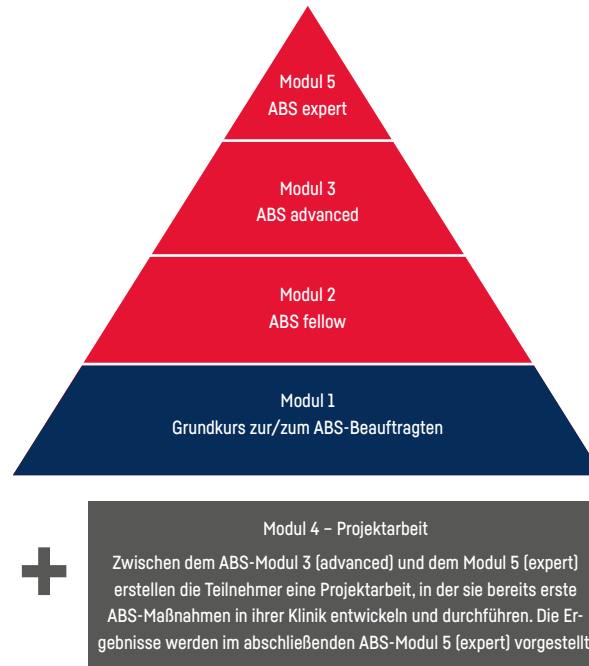 Modul 5
ABS expert
Modul 3
ABS advanced
Modul 2
ABS fellow
Modul 1
Grundkurs zur/zum ABS-Beauftragten
+
Modul 4 – Projektarbeit
Zwischen dem ABS-Modul 3 (advanced) und dem Modul 5 (expert)
erstellen die Teilnehmer eine Projektarbeit, in der sie bereits erste
ABS-Maßnahmen in ihrer Klinik entwickeln und durchführen. Die Er-
gebnisse werden im abschließenden ABS-Modul 5 (expert) vorgestellt